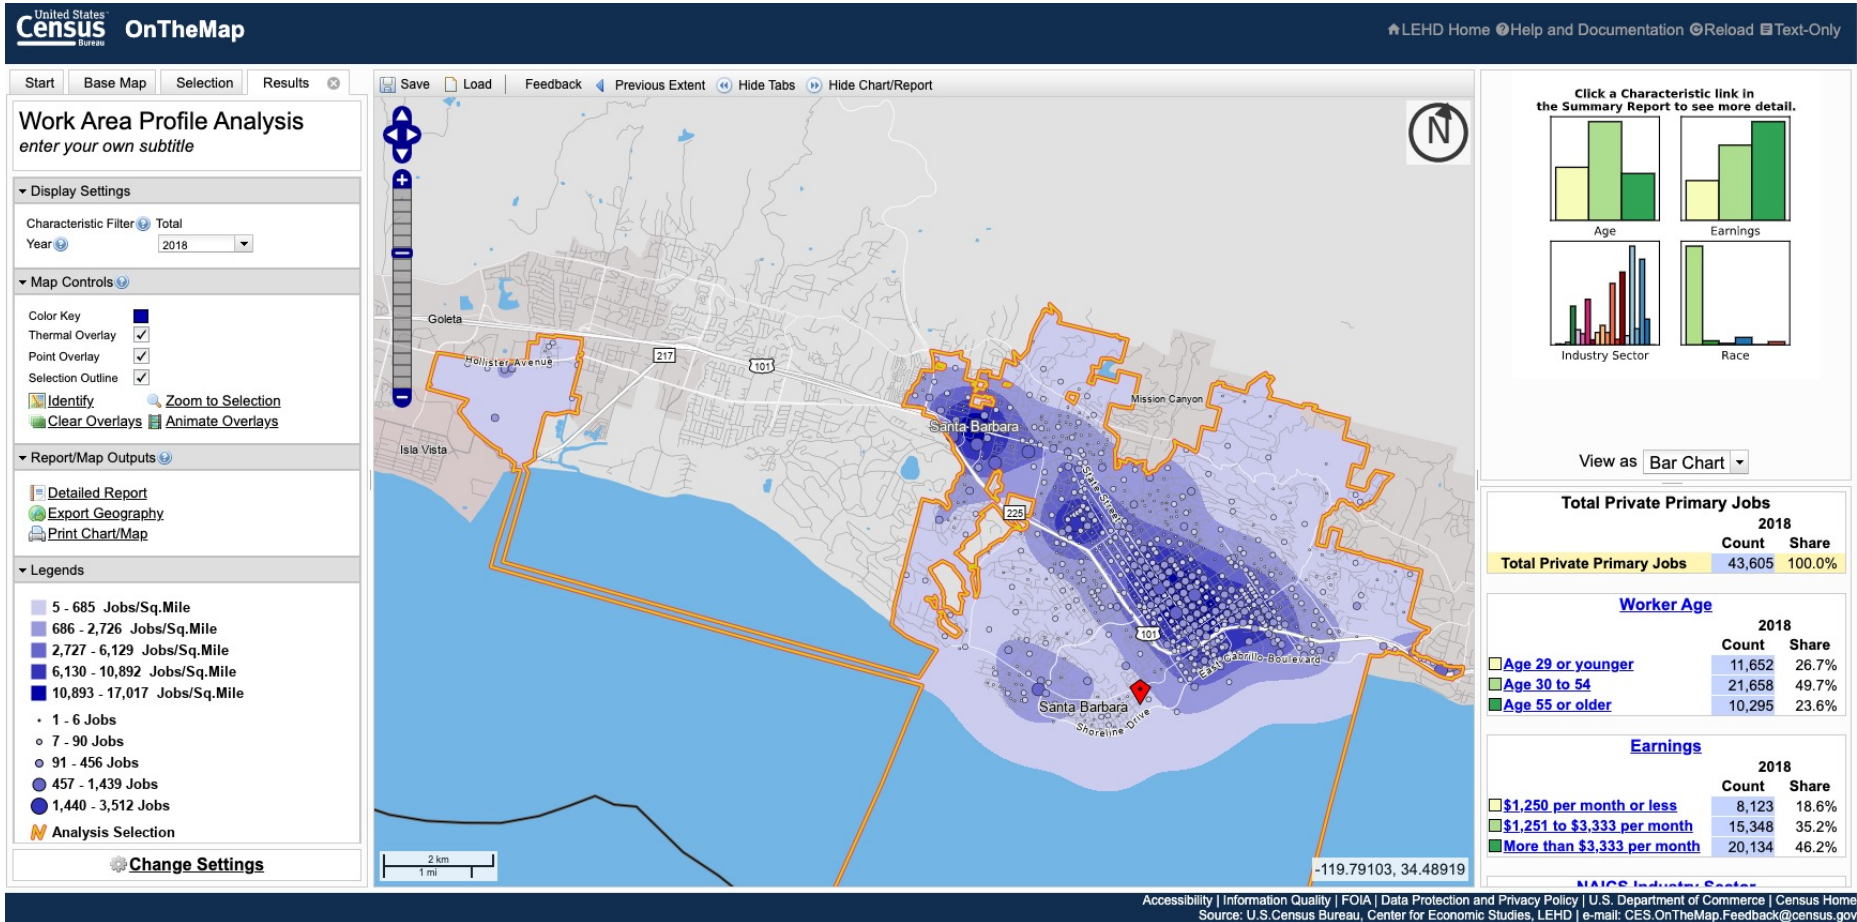 United States®
Census
Bureau
OnTheMap
LEHD Home Help and Documentation Reload Text-Only
Start Base Map Selection Results
Save Load Feedback Previous Extent Hide Tabs Hide Chart/Report
Work Area Profile Analysis
enter your own subtitle
Display Settings
Characteristic Filter Total
Year 2018
Map Controls
Color Key
Thermal Overlay
Point Overlay
Selection Outline
Identify Zoom to Selection
Clear Overlays Animate Overlays
Report/Map Outputs
Detailed Report
Export Geography
Print Chart/Map
Legends
5 - 685 Jobs/Sq.Mile
686 - 2,726 Jobs/Sq.Mile
2,727 - 6,129 Jobs/Sq.Mile
6,130 - 10,892 Jobs/Sq.Mile
10,893 - 17,017 Jobs/Sq.Mile
1 - 6 Jobs
7 - 90 Jobs
91 - 456 Jobs
457 - 1,439 Jobs
1,440 - 3,512 Jobs
Analysis Selection
Change Settings
N
Goleta
Hollister Avenue
217
101
Isla Vista
Mission Canyon
Santa Barbara
State Street
225
101
East Cabrillo Boulevard
Santa Barbara
Shoreline Drive
2 km
1 mi
-119.79103, 34.48919
Click a Characteristic link in
the Summary Report to see more detail.
Age Earnings
Industry Sector Race
View as Bar Chart
Total Private Primary Jobs
2018
Count Share
Total Private Primary Jobs 43,605 100.0%
Worker Age
2018
Count Share
Age 29 or younger 11,652 26.7%
Age 30 to 54 21,658 49.7%
Age 55 or older 10,295 23.6%
Earnings
2018
Count Share
$1,250 per month or less 8,123 18.6%
$1,251 to $3,333 per month 15,348 35.2%
More than $3,333 per month 20,134 46.2%
NAICS Industry Sector
Accessibility | Information Quality | FOIA | Data Protection and Privacy Policy | U.S. Department of Commerce | Census Home
Source: U.S.Census Bureau, Center for Economic Studies, LEHD | e-mail: CES.OnTheMap.Feedback@census.gov